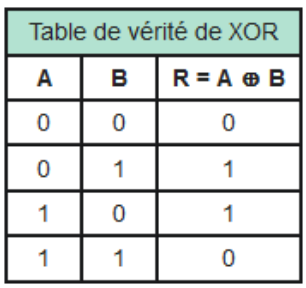 Table de vérité de XOR
A B R = A ⊕ B
0 0 0
0 1 1
1 0 1
1 1 0